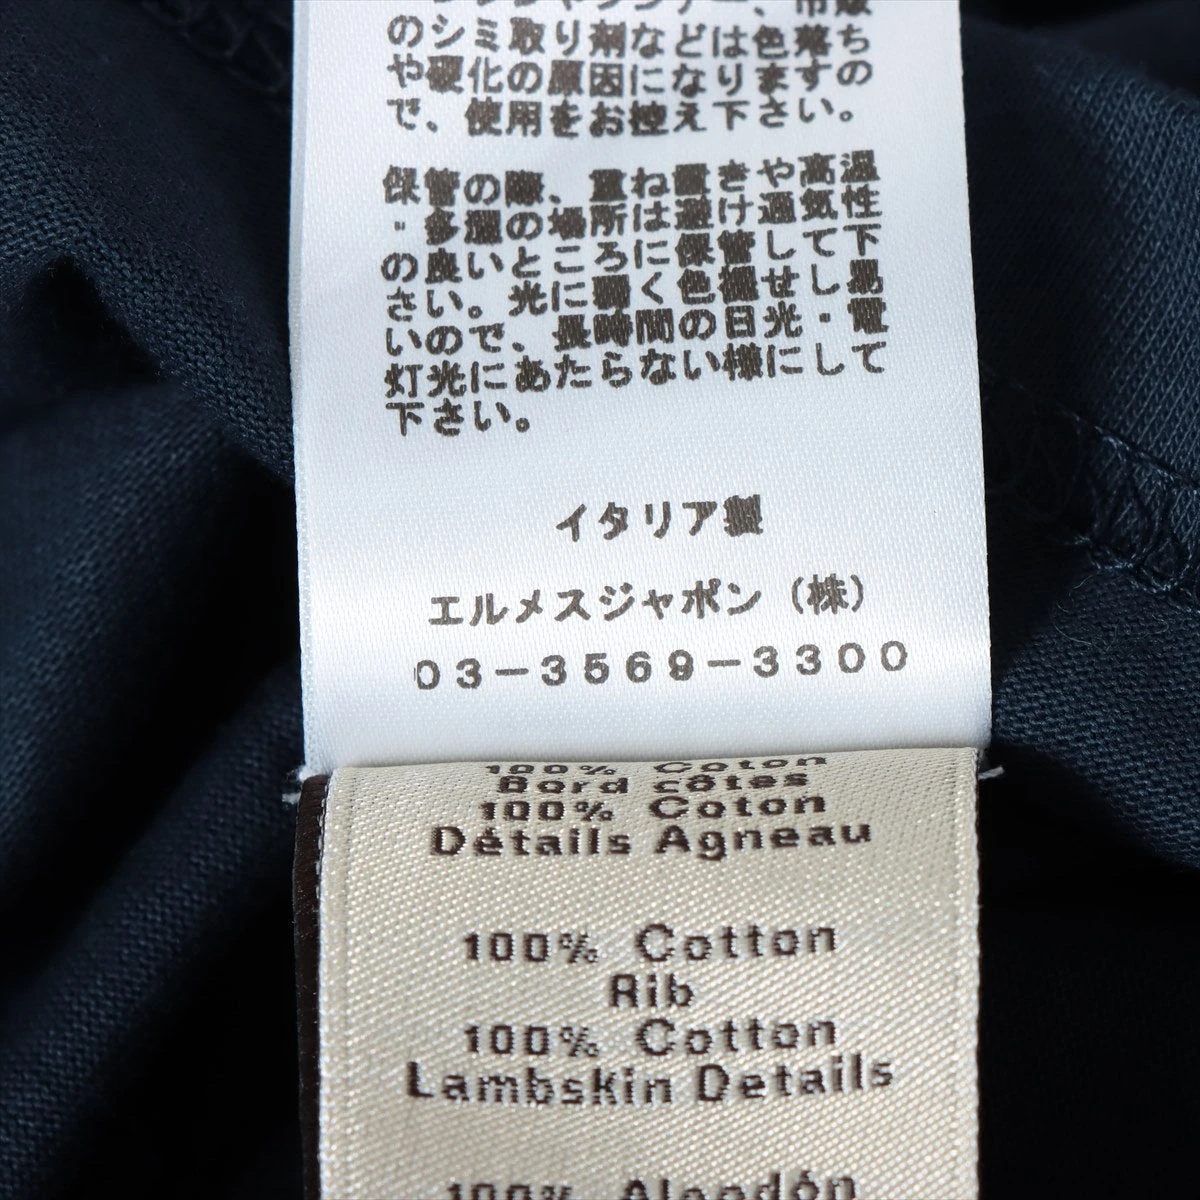 のシミ取り剤などは色落ち
や硬化の原因になりますの
で、使用をお控え下さい。
保管の際、重ね置きや高温
・多湿の場所は避け通気性
の良いところに保管して下
さい。光に弱く色褪せし易
いので、長時間の日光・電
灯光にあたらない様にして
下さい。
イタリア製
エルメスジャポン（株）
03-3569-3300
100% Coton
Bord côtes
100% Coton
Détails Agneau
100% Cotton
Rib
100% Cotton
Lambskin Details
100% Algodón